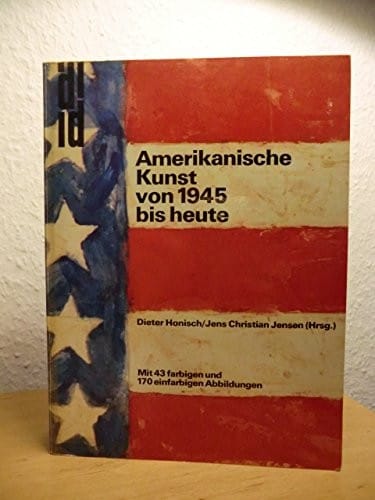 Amerikanische
Kunst
von 1945
bis heute
Dieter Honisch/Jens Christian Jensen (Hrsg.)
Mit 43 farbigen und
170 einfarbigen Abbildungen